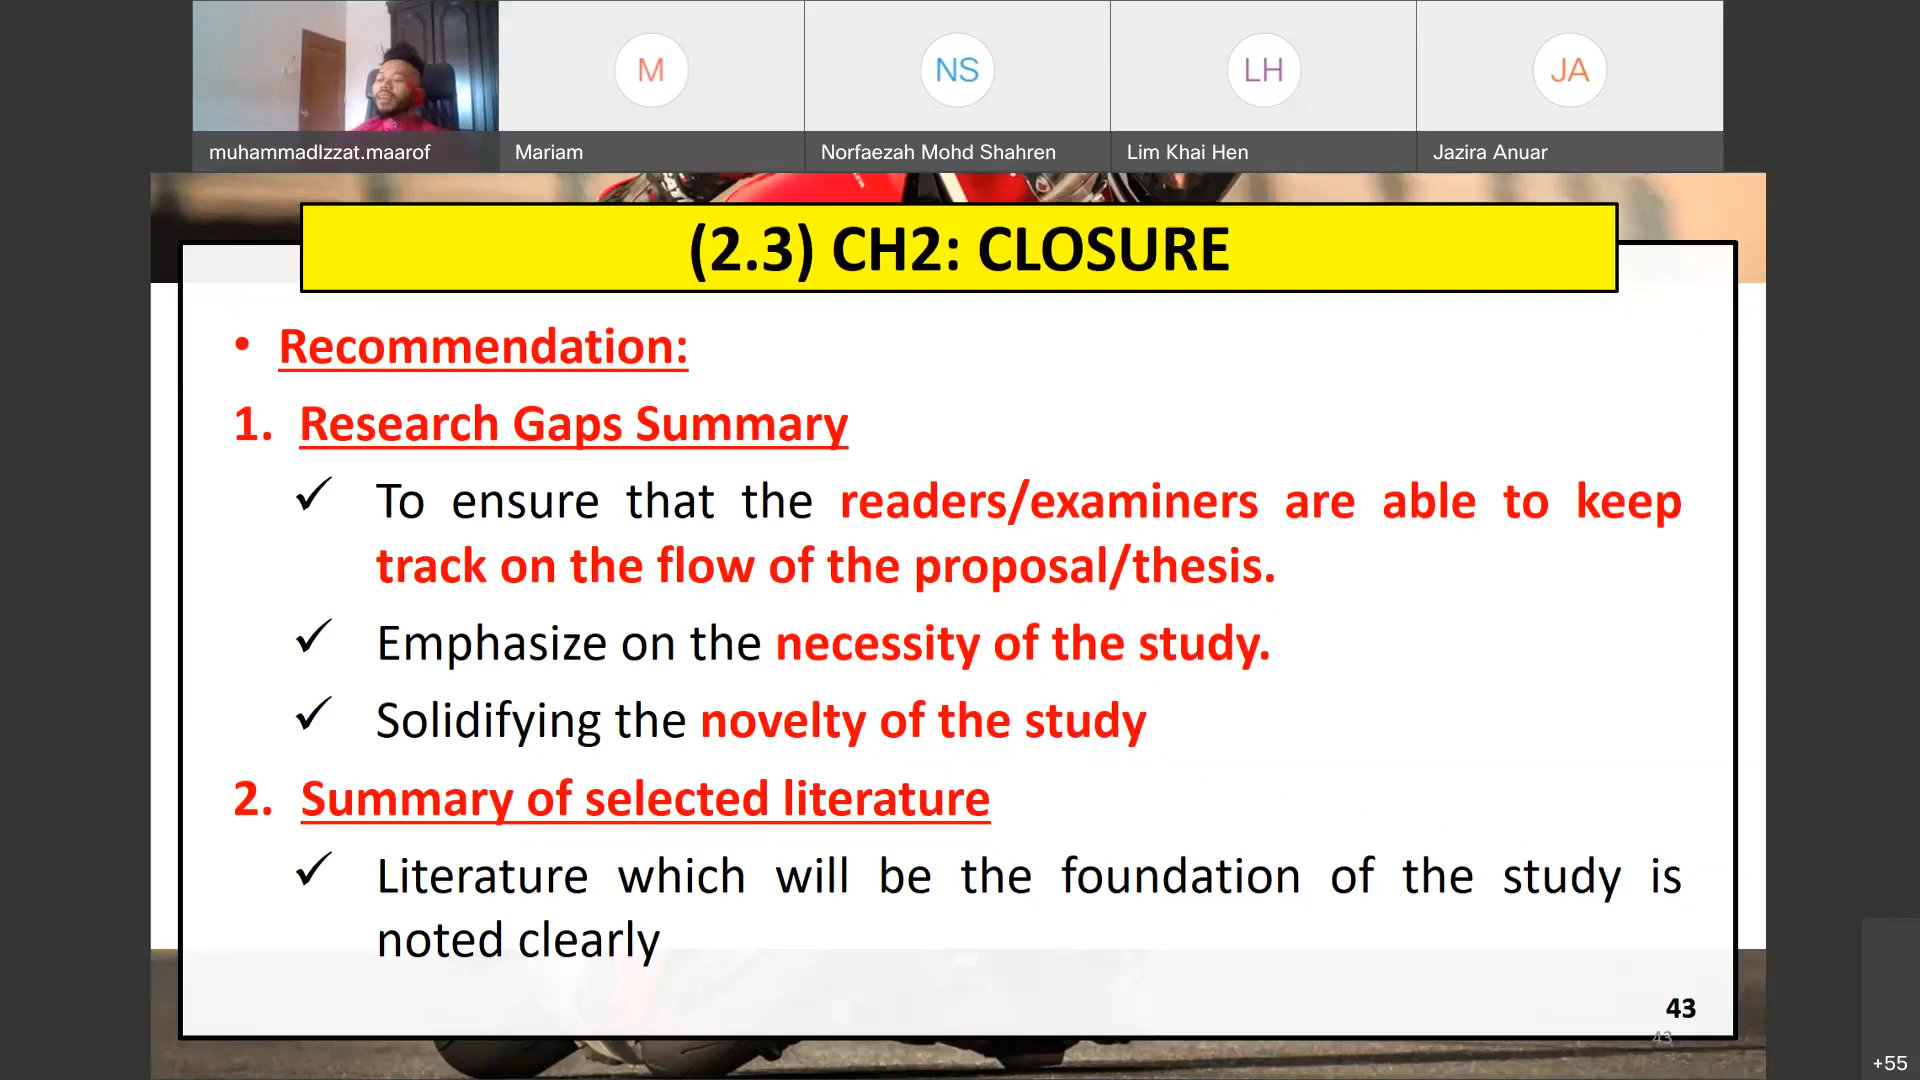 M
NS
LH
JA
muhammadIzzat.maarof
Mariam
Norfaezah Mohd Shahren
Lim Khai Hen
Jazira Anuar
(2.3) CH2: CLOSURE
• Recommendation:
1. Research Gaps Summary
✓ To ensure that the readers/examiners are able to keep
track on the flow of the proposal/thesis.
✓ Emphasize on the necessity of the study.
✓ Solidifying the novelty of the study
2. Summary of selected literature
✓ Literature which will be the foundation of the study is
noted clearly
43
43
+55